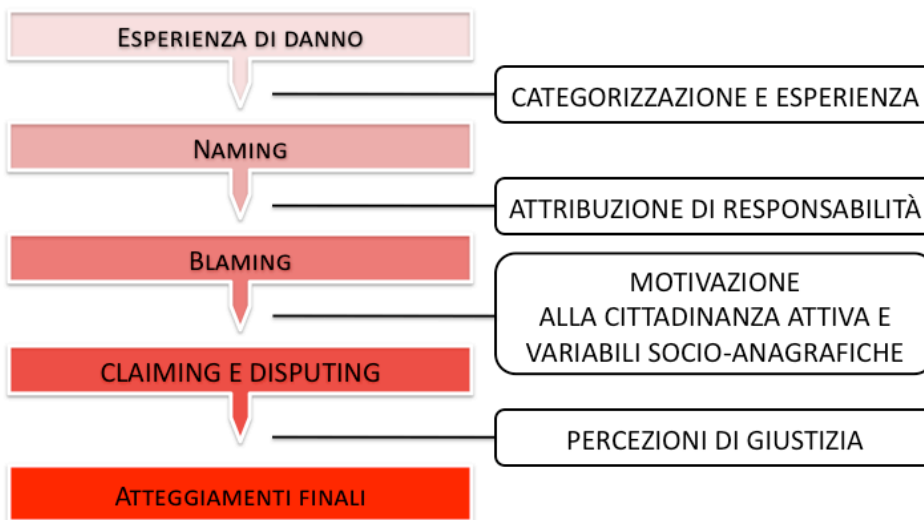 ESPERIENZA DI DANNO
CATEGORIZZAZIONE E ESPERIENZA
NAMING
ATTRIBUZIONE DI RESPONSABILITÀ
BLAMING
MOTIVAZIONE
ALLA CITTADINANZA ATTIVA E
VARIABILI SOCIO-ANAGRAFICHE
CLAIMING E DISPUTING
PERCEZIONI DI GIUSTIZIA
ATTEGGIAMENTI FINALI